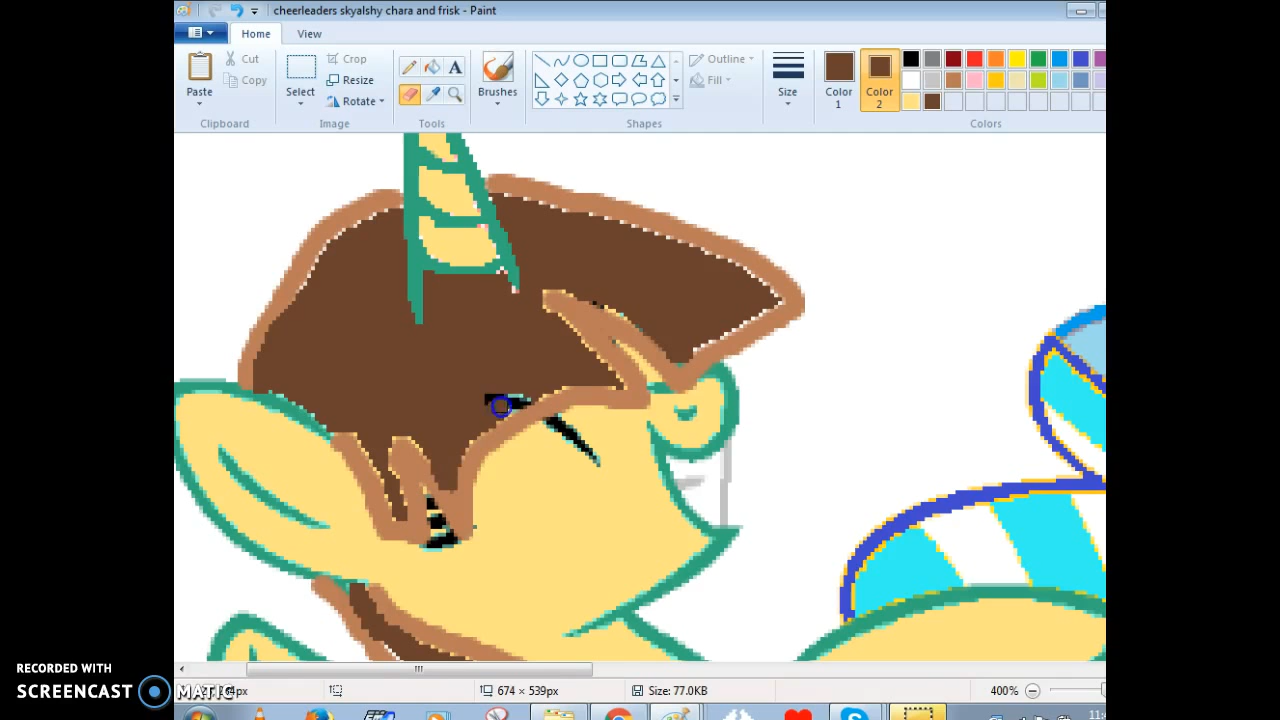 cheerleaders skyalshy chara and frisk - Paint
Home View
Paste Cut Copy
Select Crop Resize Rotate
A
Brushes
Outline Fill
Size
Color 1 Color 2
Clipboard Image Tools Shapes Colors
RECORDED WITH
SCREENCAST MATIC
674 × 539px
Size: 77.0KB
400%